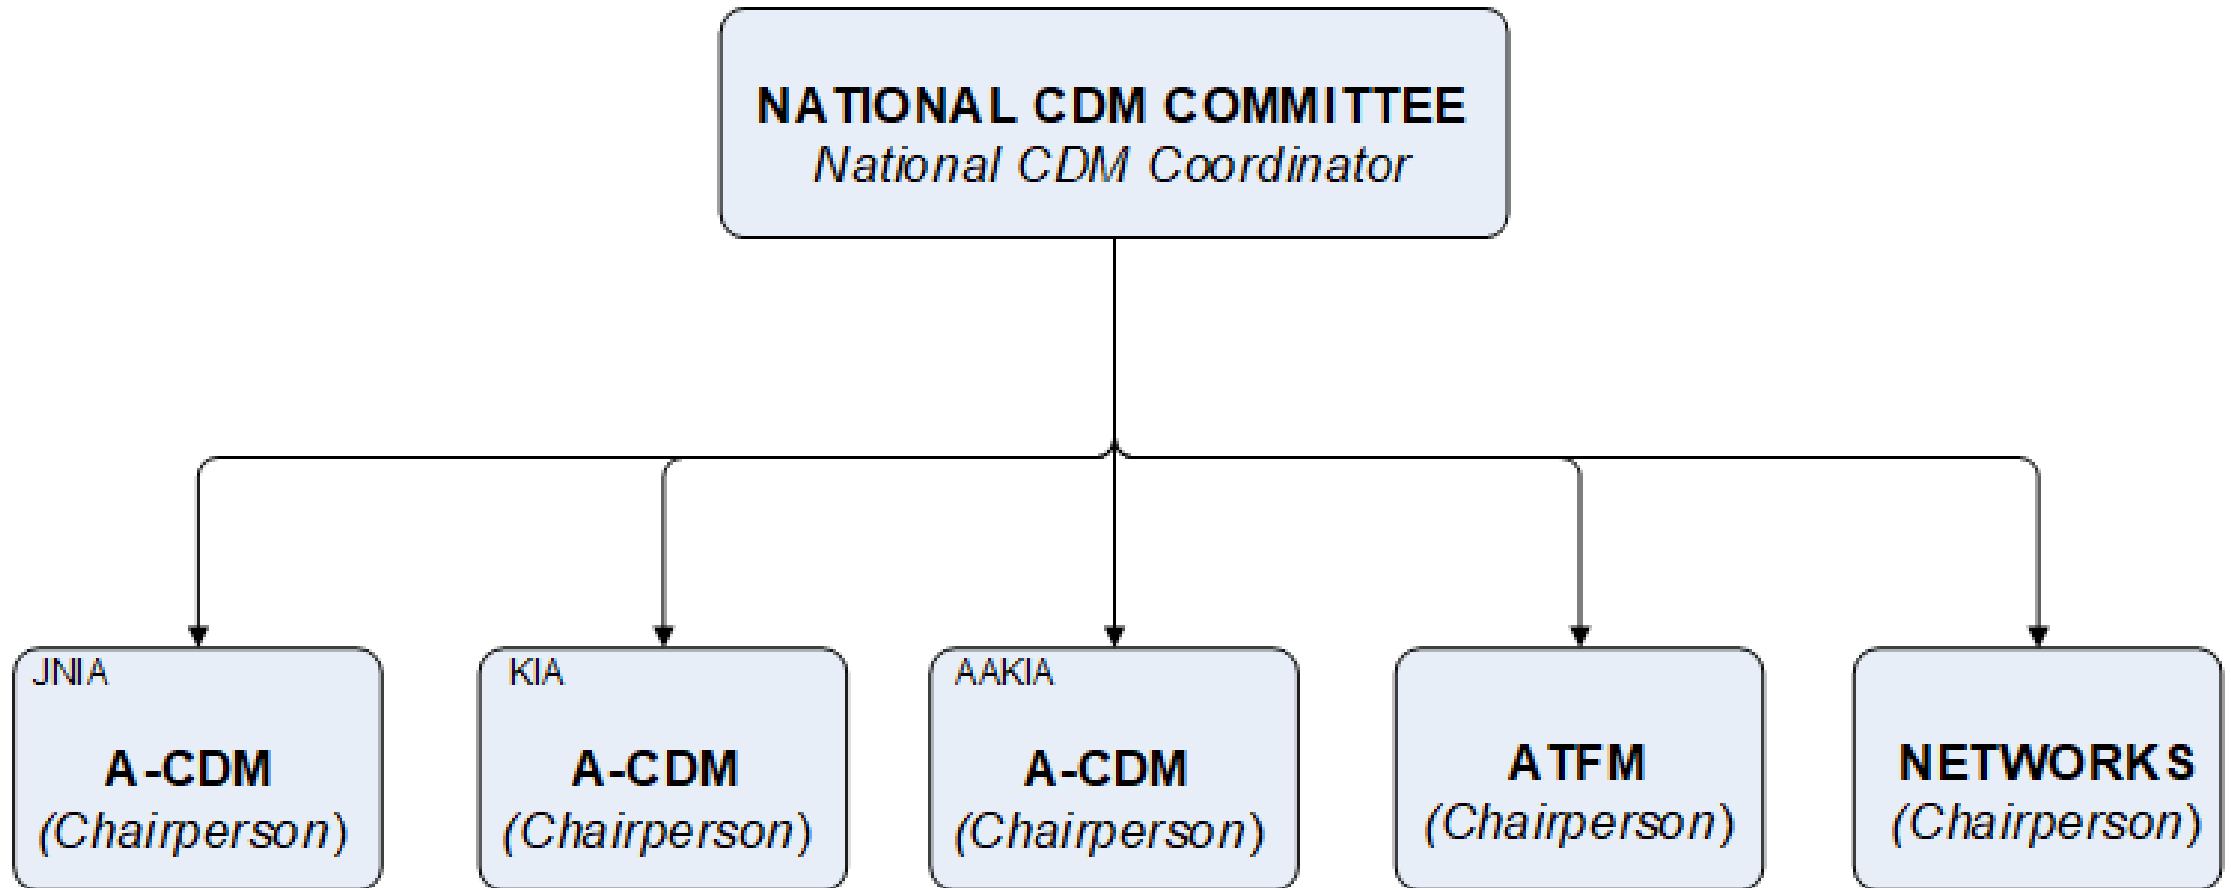 NATIONAL CDM COMMITTEE
National CDM Coordinator
JNIA
A-CDM
(Chairperson)
KIA
A-CDM
(Chairperson)
AAKIA
A-CDM
(Chairperson)
ATFM
(Chairperson)
NETWORKS
(Chairperson)